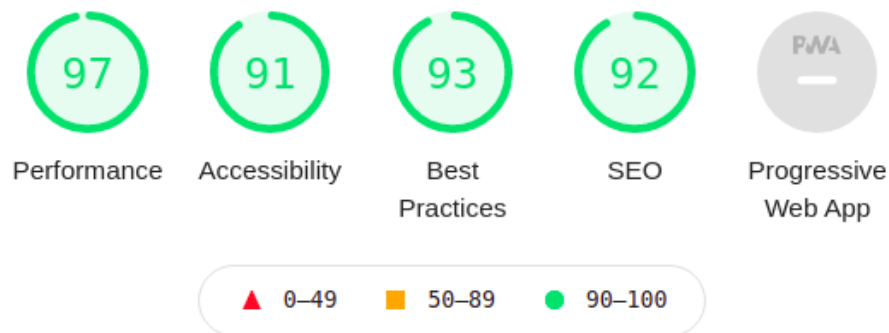 97
91
93
92
PWA
Performance
Accessibility
Best
Practices
SEO
Progressive
Web App
0–49
50–89
90–100